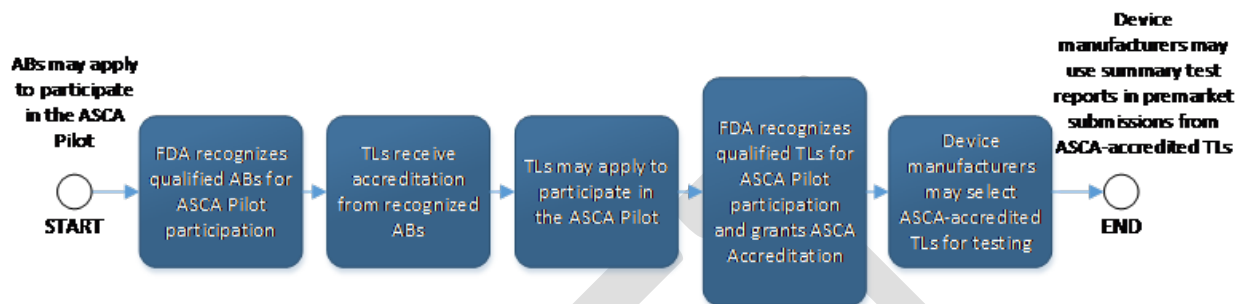 ABs may apply
to participate
in the ASCA
Pilot
START
FDA recognizes
qualified ABs for
ASCA Pilot
participation
TLs receive
accreditation
from recognized
ABs
TLs may apply to
participate in
the ASCA Pilot
FDA recognizes
qualified TLs for
ASCA Pilot
participation
and grants ASCA
Accreditation
Device
manufacturers
may select
ASCA-accredited
TLs for testing
Device
manufacturers may
use summary test
reports in premarket
submissions from
ASCA-accredited TLs
END